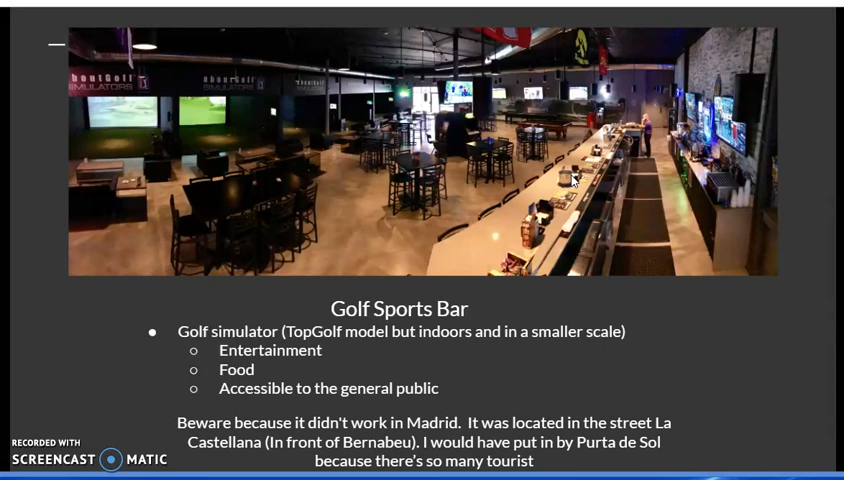 aboutGolf
SIMULATORS
aboutGolf
SIMULATORS
Golf Sports Bar
● Golf simulator (TopGolf model but indoors and in a smaller scale)
○ Entertainment
○ Food
○ Accessible to the general public
Beware because it didn't work in Madrid. It was located in the street La
Castellana (In front of Bernabeu). I would have put in by Purta de Sol
because there's so many tourist
RECORDED WITH
SCREENCAST MATIC